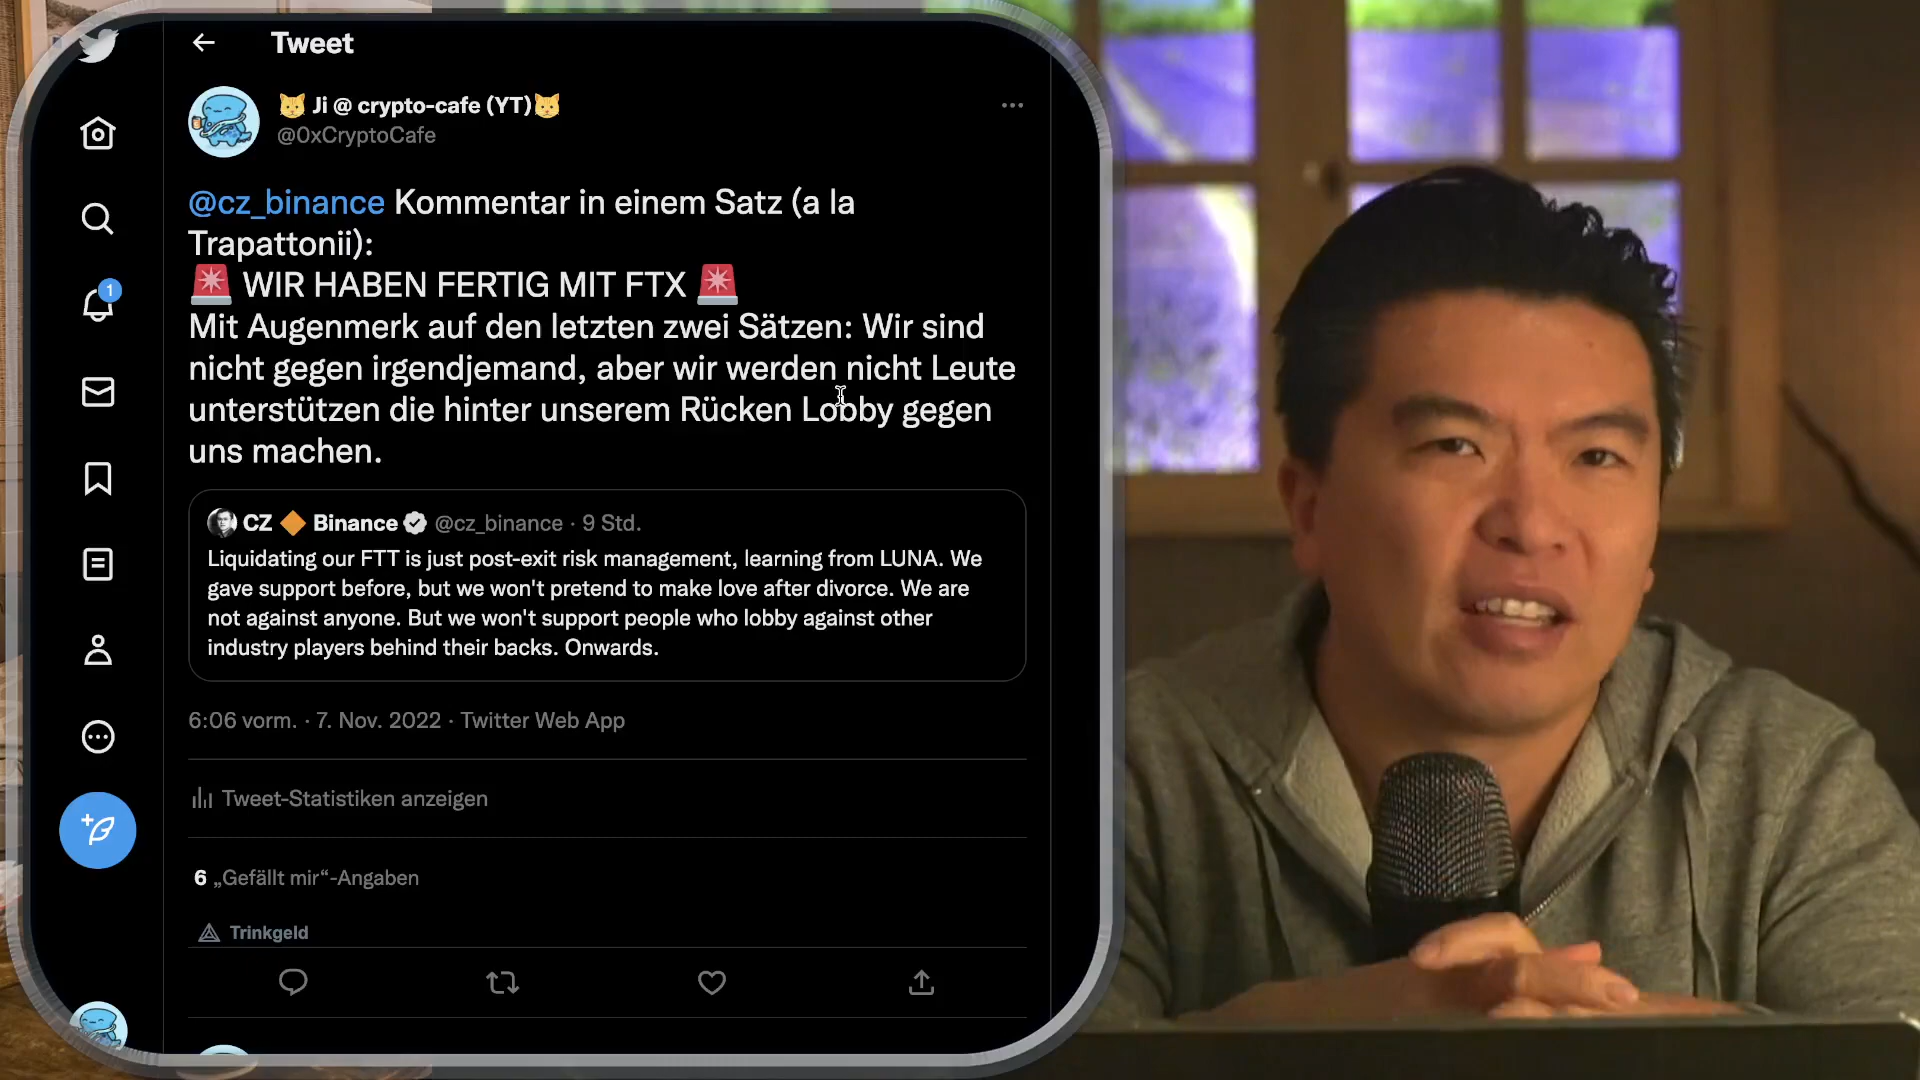 Tweet
Ji @ crypto-cafe (YT)
@0xCryptoCafe
@cz_binance Kommentar in einem Satz (a la
Trapattonii):
WIR HABEN FERTIG MIT FTX
Mit Augenmerk auf den letzten zwei Sätzen: Wir sind
nicht gegen irgendjemand, aber wir werden nicht Leute
unterstützen die hinter unserem Rücken Lobby gegen
uns machen.
CZ 🔶 Binance @cz_binance · 9 Std.
Liquidating our FTT is just post-exit risk management, learning from LUNA. We
gave support before, but we won't pretend to make love after divorce. We are
not against anyone. But we won't support people who lobby against other
industry players behind their backs. Onwards.
6:06 vorm. · 7. Nov. 2022 · Twitter Web App
Tweet-Statistiken anzeigen
6 „Gefällt mir“-Angaben
Trinkgeld
1